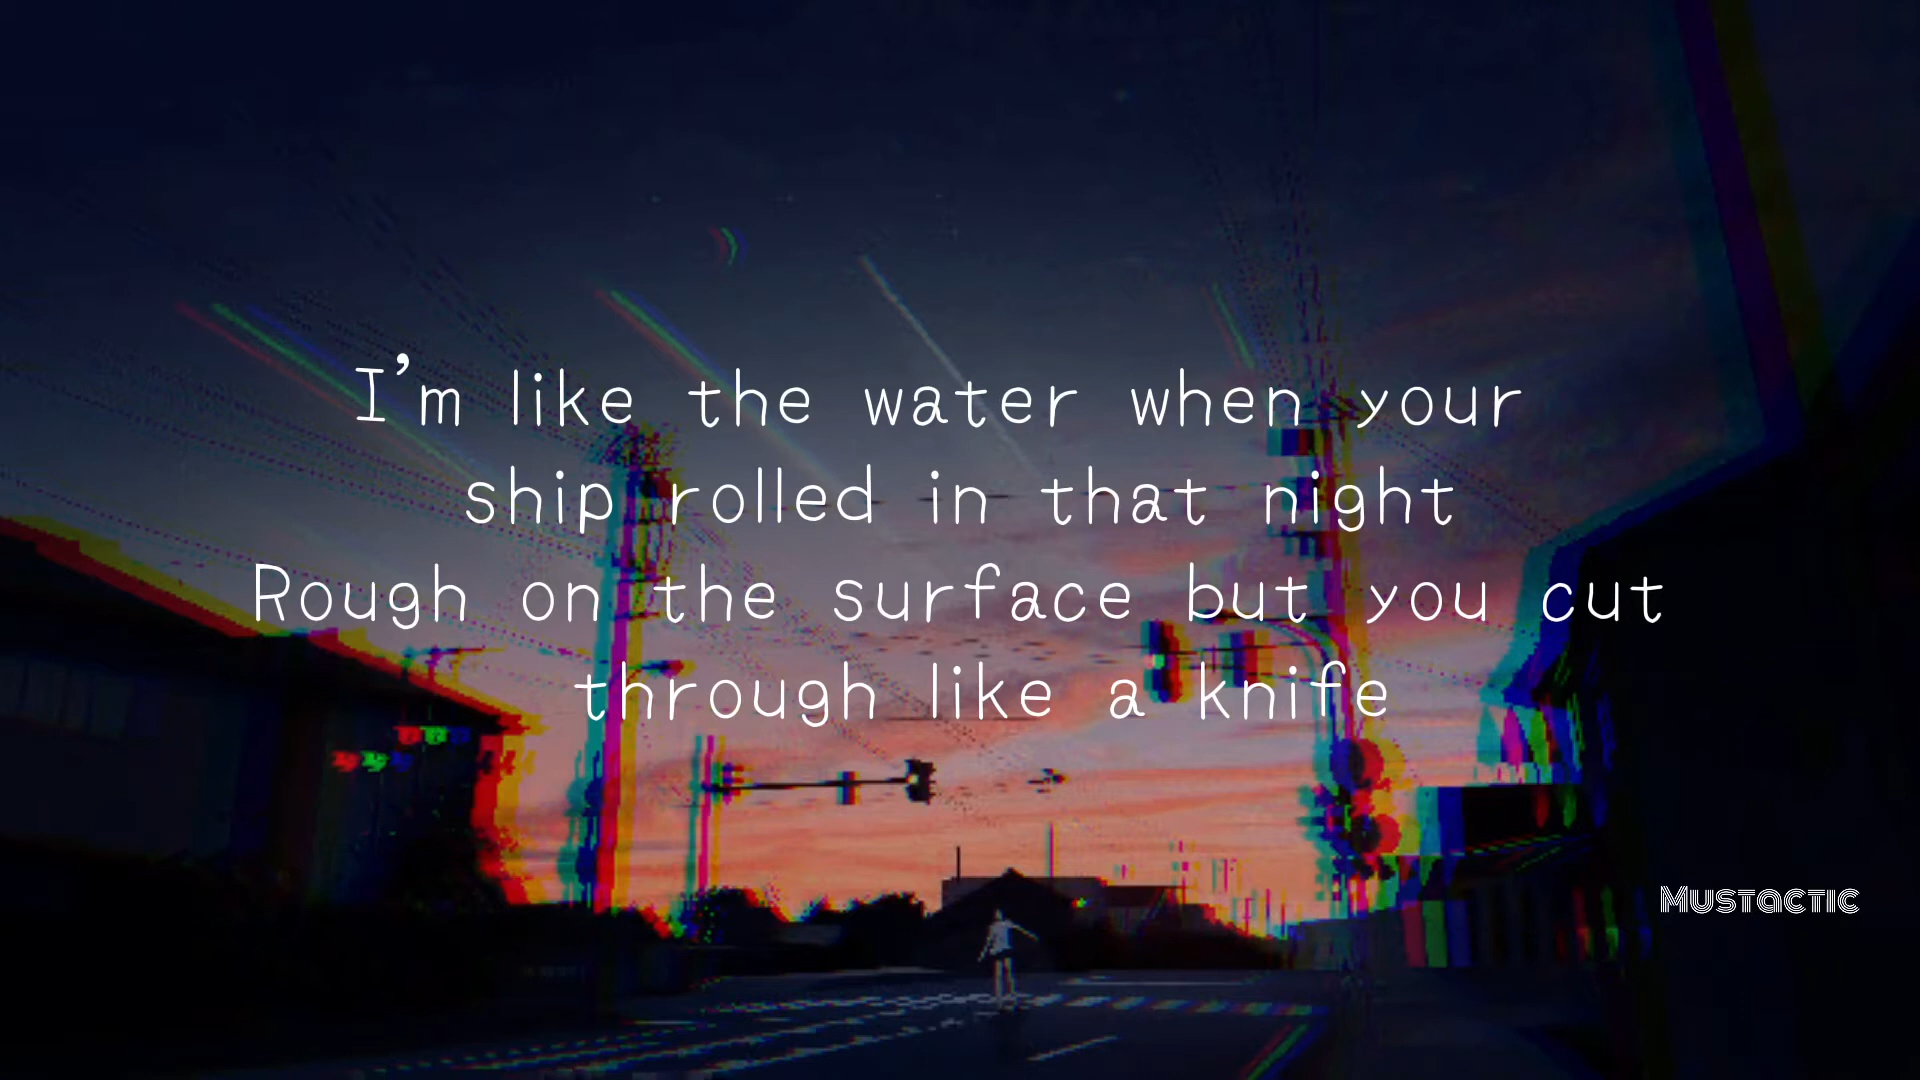 I'm like the water when your
ship rolled in that night
Rough on the surface but you cut
through like a knife
Mustactic